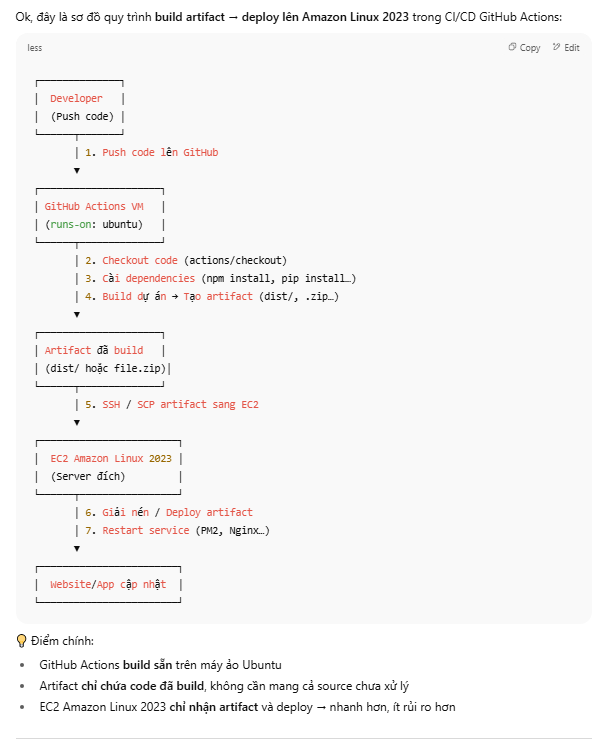 Ok, đây là sơ đồ quy trình build artifact → deploy lên Amazon Linux 2023 trong CI/CD GitHub Actions:
less
Copy
Edit
Developer
(Push code)
1. Push code lên GitHub
GitHub Actions VM
(runs-on: ubuntu)
2. Checkout code (actions/checkout)
3. Cài dependencies (npm install, pip install…)
4. Build dự án → Tạo artifact (dist/, .zip…)
Artifact đã build
(dist/ hoặc file.zip)
5. SSH / SCP artifact sang EC2
EC2 Amazon Linux 2023
(Server đích)
6. Giải nén / Deploy artifact
7. Restart service (PM2, Nginx…)
Website/App cập nhật
💡 Điểm chính:
• GitHub Actions build sẵn trên máy ảo Ubuntu
• Artifact chỉ chứa code đã build, không cần mang cả source chưa xử lý
• EC2 Amazon Linux 2023 chỉ nhận artifact và deploy → nhanh hơn, ít rủi ro hơn